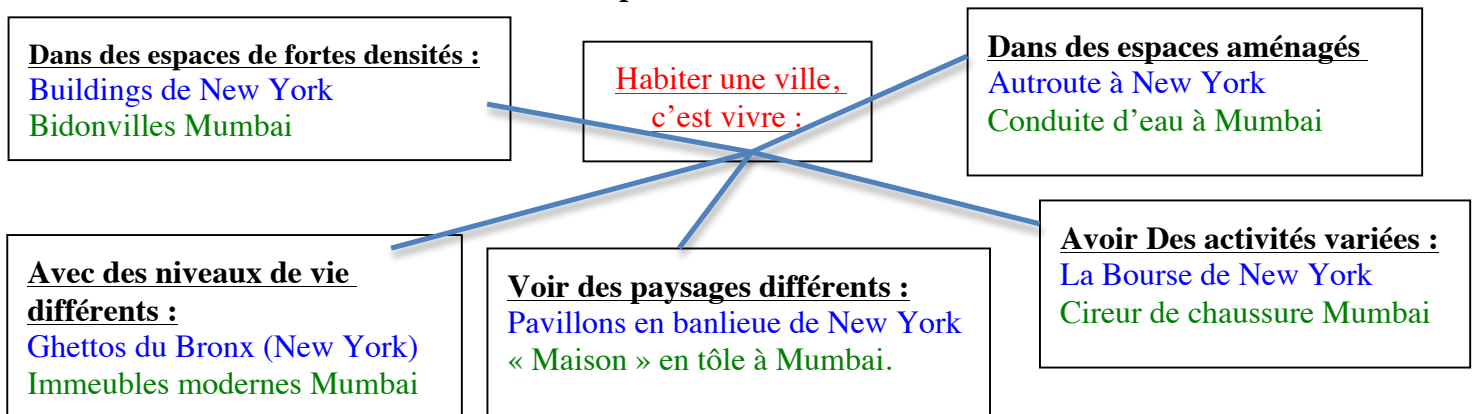 Dans des espaces de fortes densités :
Buildings de New York
Bidonvilles Mumbai
Habiter une ville,
c’est vivre :
Dans des espaces aménagés
Autroute à New York
Conduite d’eau à Mumbai
Avec des niveaux de vie
différents :
Ghettos du Bronx (New York)
Immeubles modernes Mumbai
Voir des paysages différents :
Pavillons en banlieue de New York
« Maison » en tôle à Mumbai.
Avoir Des activités variées :
La Bourse de New York
Cireur de chaussure Mumbai